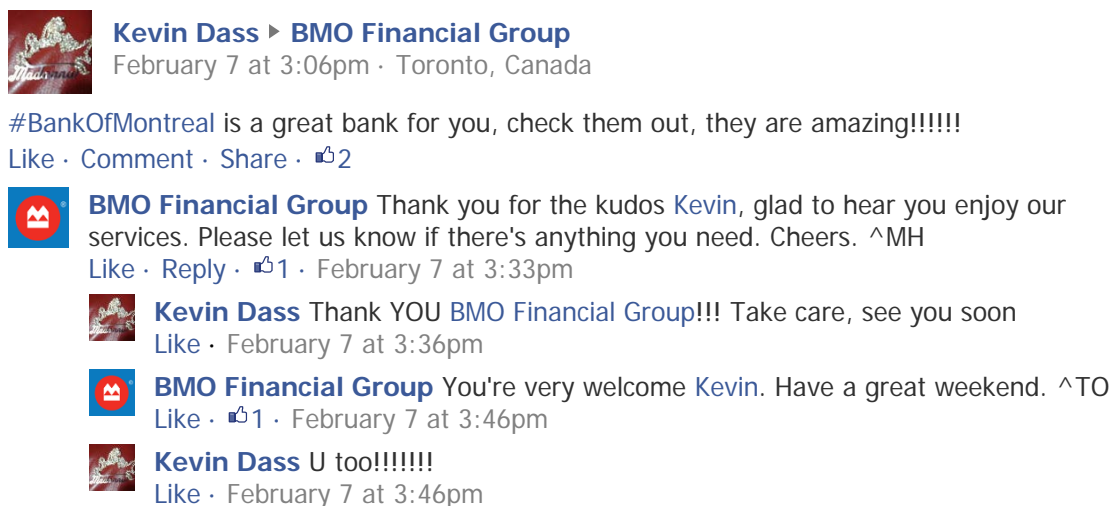 Kevin Dass ▸ BMO Financial Group
February 7 at 3:06pm · Toronto, Canada
#BankOfMontreal is a great bank for you, check them out, they are amazing!!!!!!
Like · Comment · Share · 2
BMO Financial Group Thank you for the kudos Kevin, glad to hear you enjoy our
services. Please let us know if there's anything you need. Cheers. ^MH
Like · Reply · 1 · February 7 at 3:33pm
Kevin Dass Thank YOU BMO Financial Group!!! Take care, see you soon
Like · February 7 at 3:36pm
BMO Financial Group You're very welcome Kevin. Have a great weekend. ^TO
Like · 1 · February 7 at 3:46pm
Kevin Dass U too!!!!!!!
Like · February 7 at 3:46pm